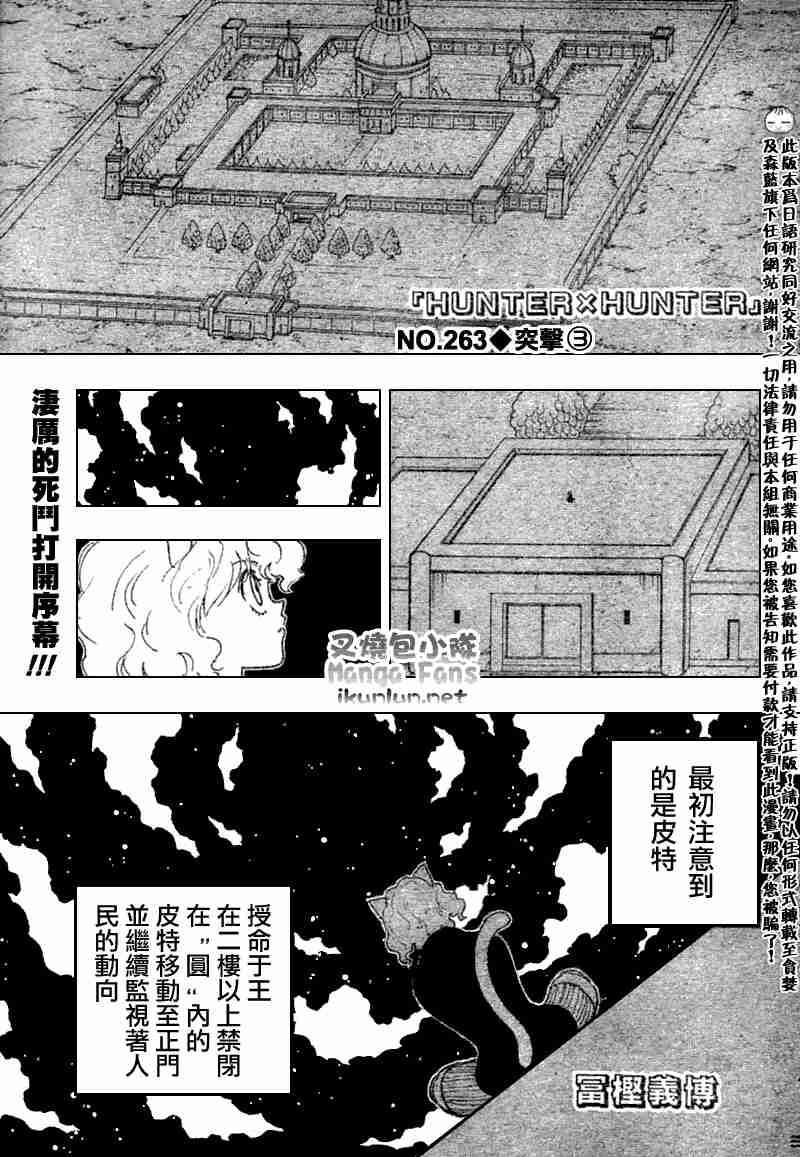 『HUNTER×HUNTER』
NO.263◆突擊③
此版本爲日語研究同好交流之用,請勿用于任何商業用途。如您喜歡此作品,請支持正版!請勿以任何形式轉載至貪婪
及森藍旗下任何網站,謝謝!一切法律責任與本組無關。如果您被告知需要付款才能看到此漫畫,那麽,您被騙了!
淒厲的死鬥打開序幕!!!
叉燒包小隊
Manga Fans
ikunlun.net
最初注意到
的是皮特
授命于王
在二樓以上禁閉
在”圓“內的
皮特移動至正門
並繼續監視著人
民的動向
冨樫義博